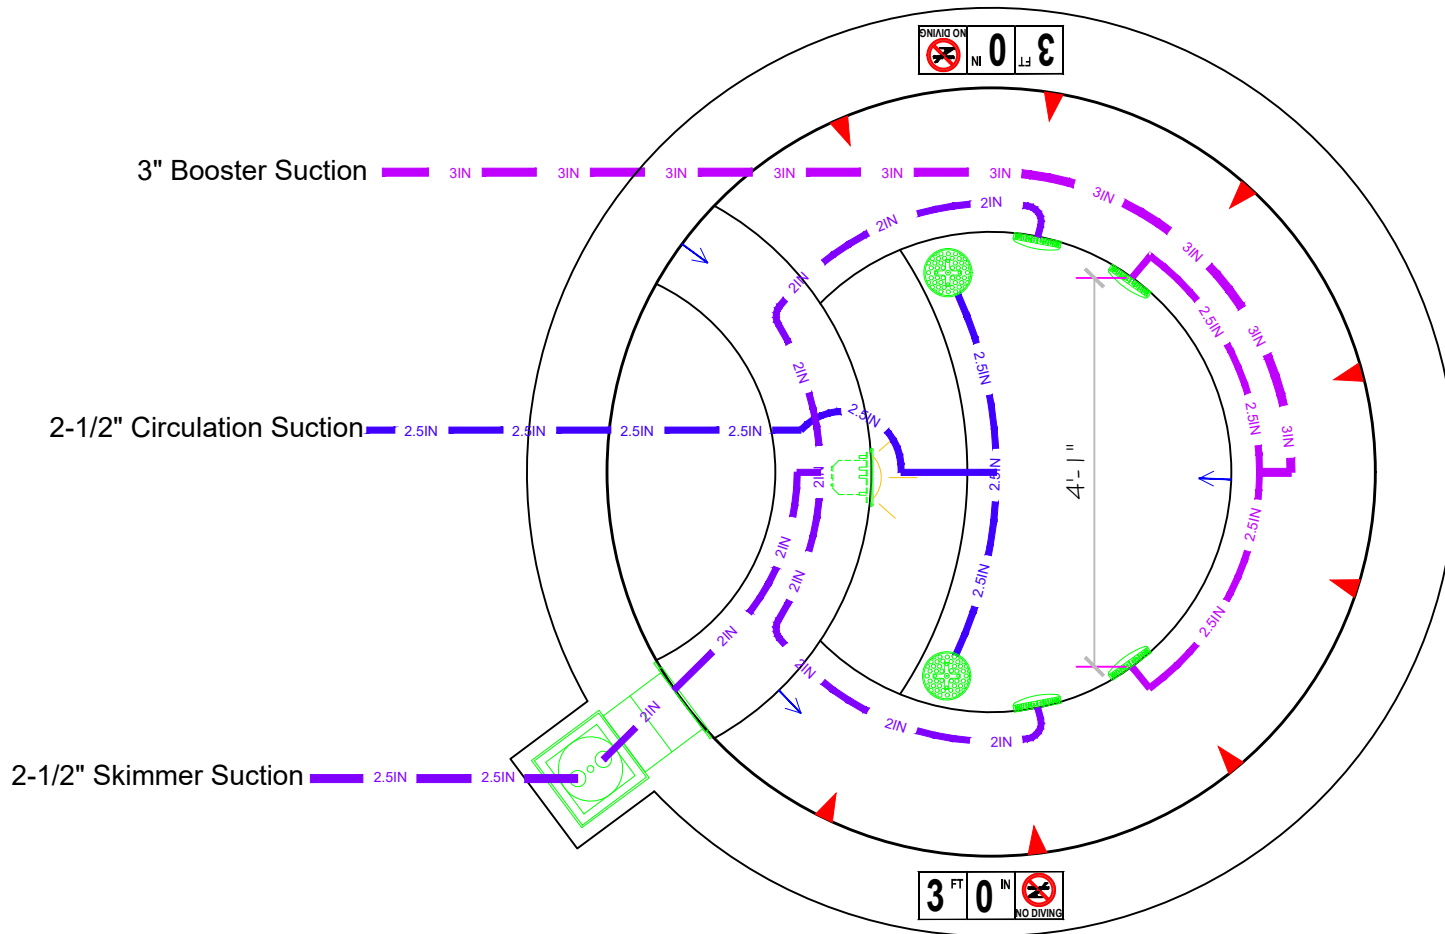 NO DIVING
0 IN
3 FT
3" Booster Suction
3IN 3IN 3IN 3IN 3IN 3IN 3IN 3IN 3IN 3IN
2IN 2IN 2IN 2IN 2IN 2IN 2IN 2IN 2IN
2.5IN 2.5IN 2.5IN 2.5IN
4'-1"
2-1/2" Circulation Suction
2.5IN 2.5IN 2.5IN 2.5IN 2.5IN
2.5IN 2.5IN 2.5IN
2IN 2IN 2IN
2-1/2" Skimmer Suction
2.5IN 2.5IN
3 FT
0 IN
NO DIVING